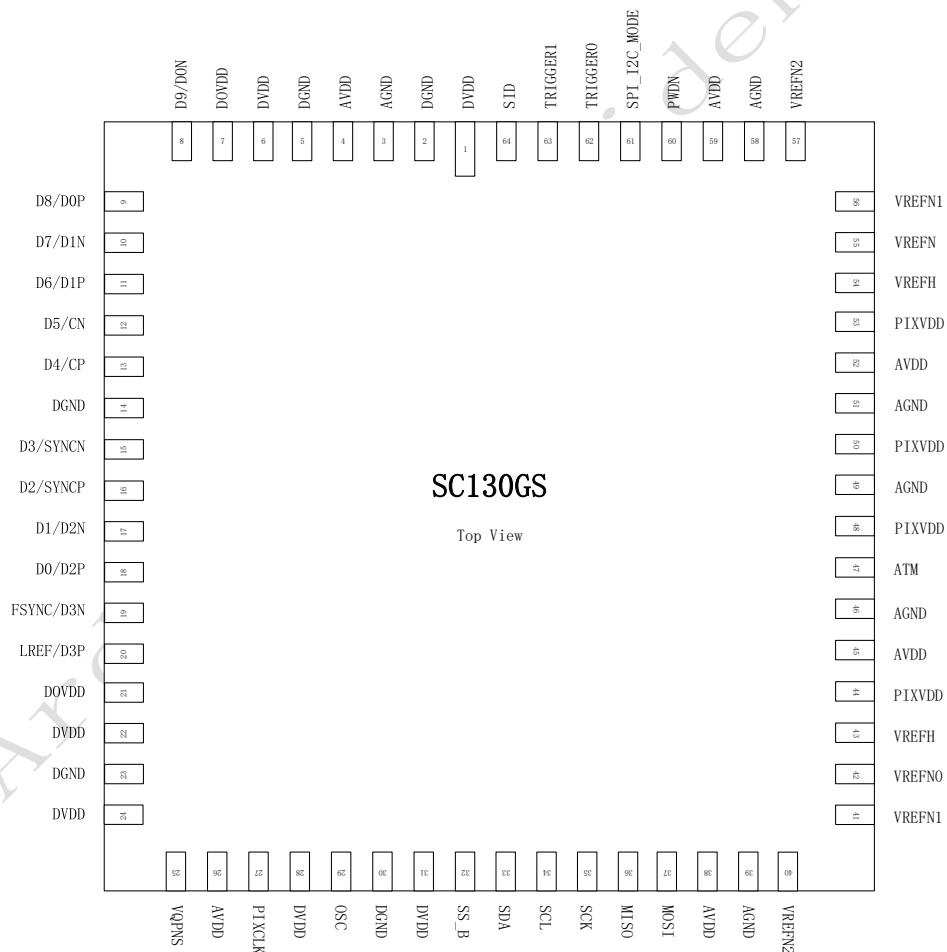 D9/D0N
DOVDD
DVDD
DGND
AVDD
AGND
DGND
DVDD
SID
TRIGGER1
TRIGGER0
SPI_I2C_MODE
PWDN
AVDD
AGND
VREFN2
8
7
6
5
4
3
2
1
64
63
62
61
60
59
58
57
D8/D0P 9
D7/D1N 10
D6/D1P 11
D5/CN 12
D4/CP 13
DGND 14
D3/SYNCN 15
D2/SYNCP 16
D1/D2N 17
D0/D2P 18
FSYNC/D3N 19
LREF/D3P 20
DOVDD 21
DVDD 22
DGND 23
DVDD 24
SC130GS
Top View
56 VREFN1
55 VREFN
54 VREFH
53 PIXVDD
52 AVDD
51 AGND
50 PIXVDD
49 AGND
48 PIXVDD
47 ATM
46 AGND
45 AVDD
44 PIXVDD
43 VREFH
42 VREFN0
41 VREFN1
25
26
27
28
29
30
31
32
33
34
35
36
37
38
39
40
VQPNS
AVDD
PIXCLK
DVDD
OSC
DGND
DVDD
SS_B
SDA
SCL
SCK
MISO
MOSI
AVDD
AGND
VREFN2